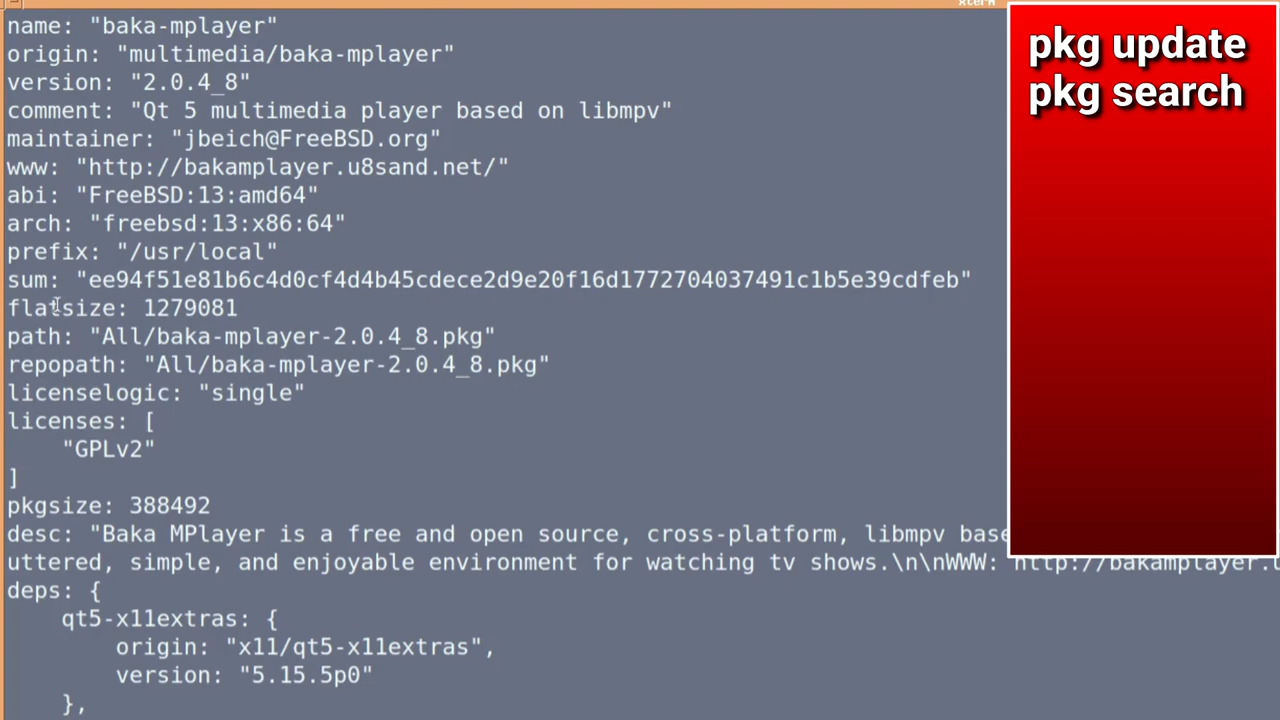 xterm
name: "baka-mplayer"
origin: "multimedia/baka-mplayer"
version: "2.0.4_8"
comment: "Qt 5 multimedia player based on libmpv"
maintainer: "jbeich@FreeBSD.org"
www: "http://bakamplayer.u8sand.net/"
abi: "FreeBSD:13:amd64"
arch: "freebsd:13:x86:64"
prefix: "/usr/local"
sum: "ee94f51e81b6c4d0cf4d4b45cdece2d9e20f16d1772704037491c1b5e39cdfeb"
flatsize: 1279081
path: "All/baka-mplayer-2.0.4_8.pkg"
repopath: "All/baka-mplayer-2.0.4_8.pkg"
licenselogic: "single"
licenses: [
"GPLv2"
]
pkgsize: 388492
desc: "Baka MPlayer is a free and open source, cross-platform, libmpv base
uttered, simple, and enjoyable environment for watching tv shows.\n\nWWW: http://bakamplayer.u
deps: {
qt5-x11extras: {
origin: "x11/qt5-x11extras",
version: "5.15.5p0"
},
pkg update
pkg search